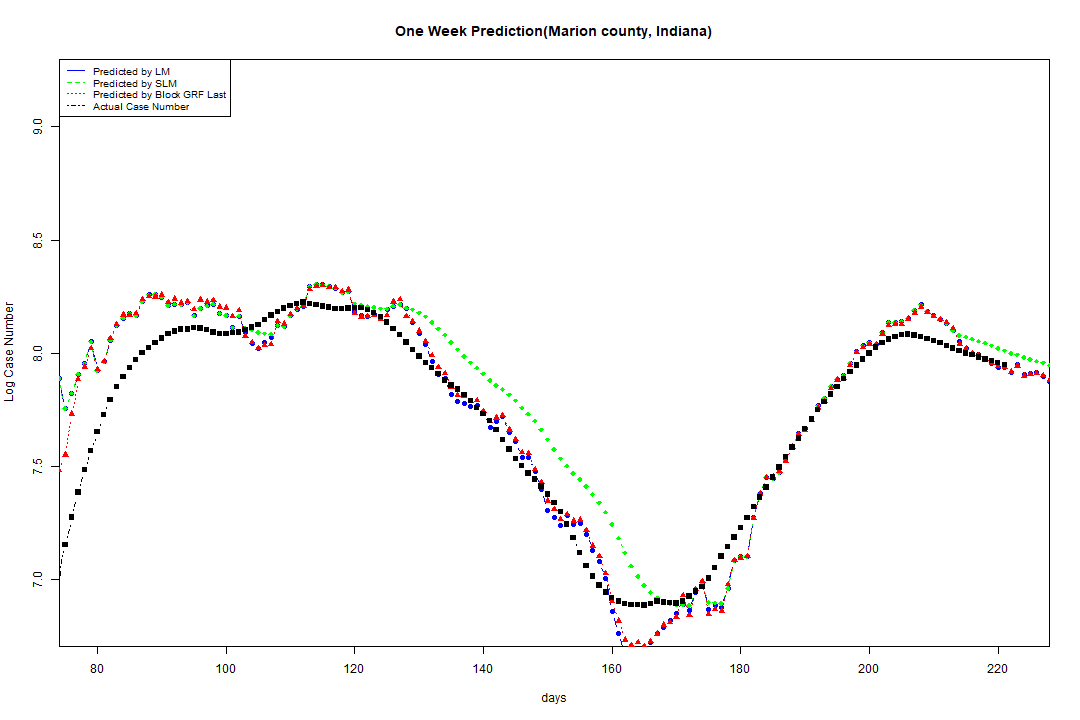 One Week Prediction(Marion county, Indiana)
Predicted by LM
Predicted by SLM
Predicted by Block GRF Last
Actual Case Number
9.0
8.5
8.0
7.5
7.0
Log Case Number
80 100 120 140 160 180 200 220
days